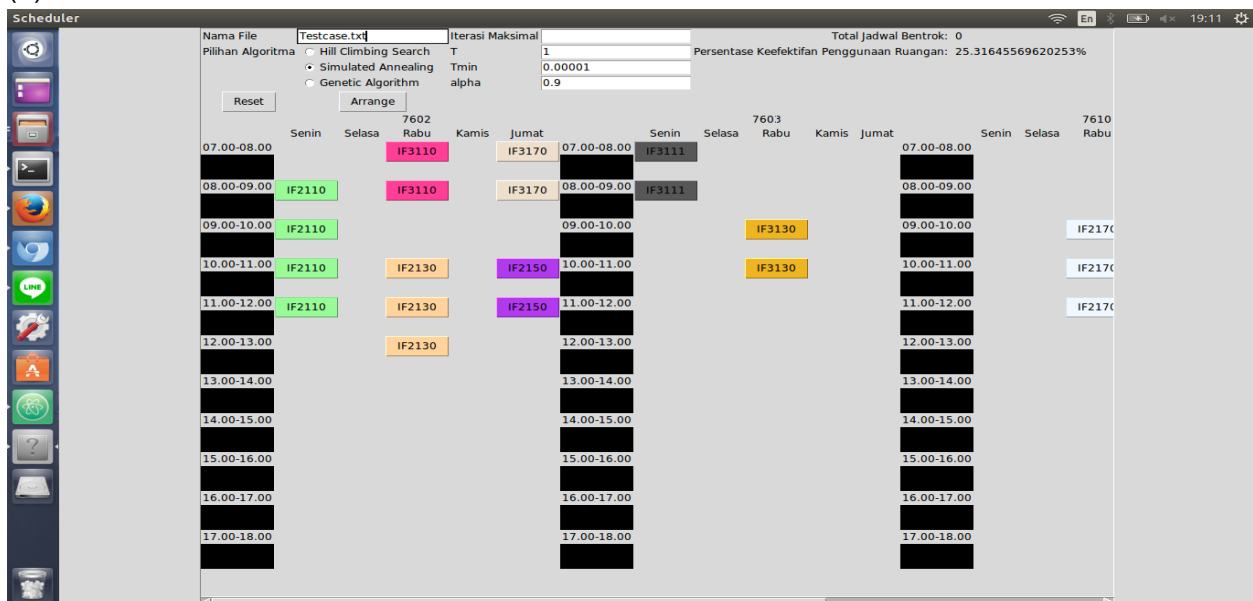 Scheduler En 19:11
Nama File Testcase.txt Iterasi Maksimal Total Jadwal Bentrok: 0
Pilihan Algoritma Hill Climbing Search T 1 Persentase Keefektifan Penggunaan Ruangan: 25.31645569620253%
Simulated Annealing Tmin 0.00001
Genetic Algorithm alpha 0.9
Reset Arrange
7602 7603 7610
Senin Selasa Rabu Kamis Jumat Senin Selasa Rabu Kamis Jumat Senin Selasa Rabu
07.00-08.00 IF3110 IF3170 07.00-08.00 IF3111 07.00-08.00
08.00-09.00 IF2110 IF3110 IF3170 08.00-09.00 IF3111 08.00-09.00
09.00-10.00 IF2110 09.00-10.00 IF3130 09.00-10.00 IF2170
10.00-11.00 IF2110 IF2130 IF2150 10.00-11.00 IF3130 10.00-11.00 IF2170
11.00-12.00 IF2110 IF2130 IF2150 11.00-12.00 11.00-12.00 IF2170
12.00-13.00 IF2130 12.00-13.00 12.00-13.00
13.00-14.00 13.00-14.00 13.00-14.00
14.00-15.00 14.00-15.00 14.00-15.00
15.00-16.00 15.00-16.00 15.00-16.00
16.00-17.00 16.00-17.00 16.00-17.00
17.00-18.00 17.00-18.00 17.00-18.00
LINE